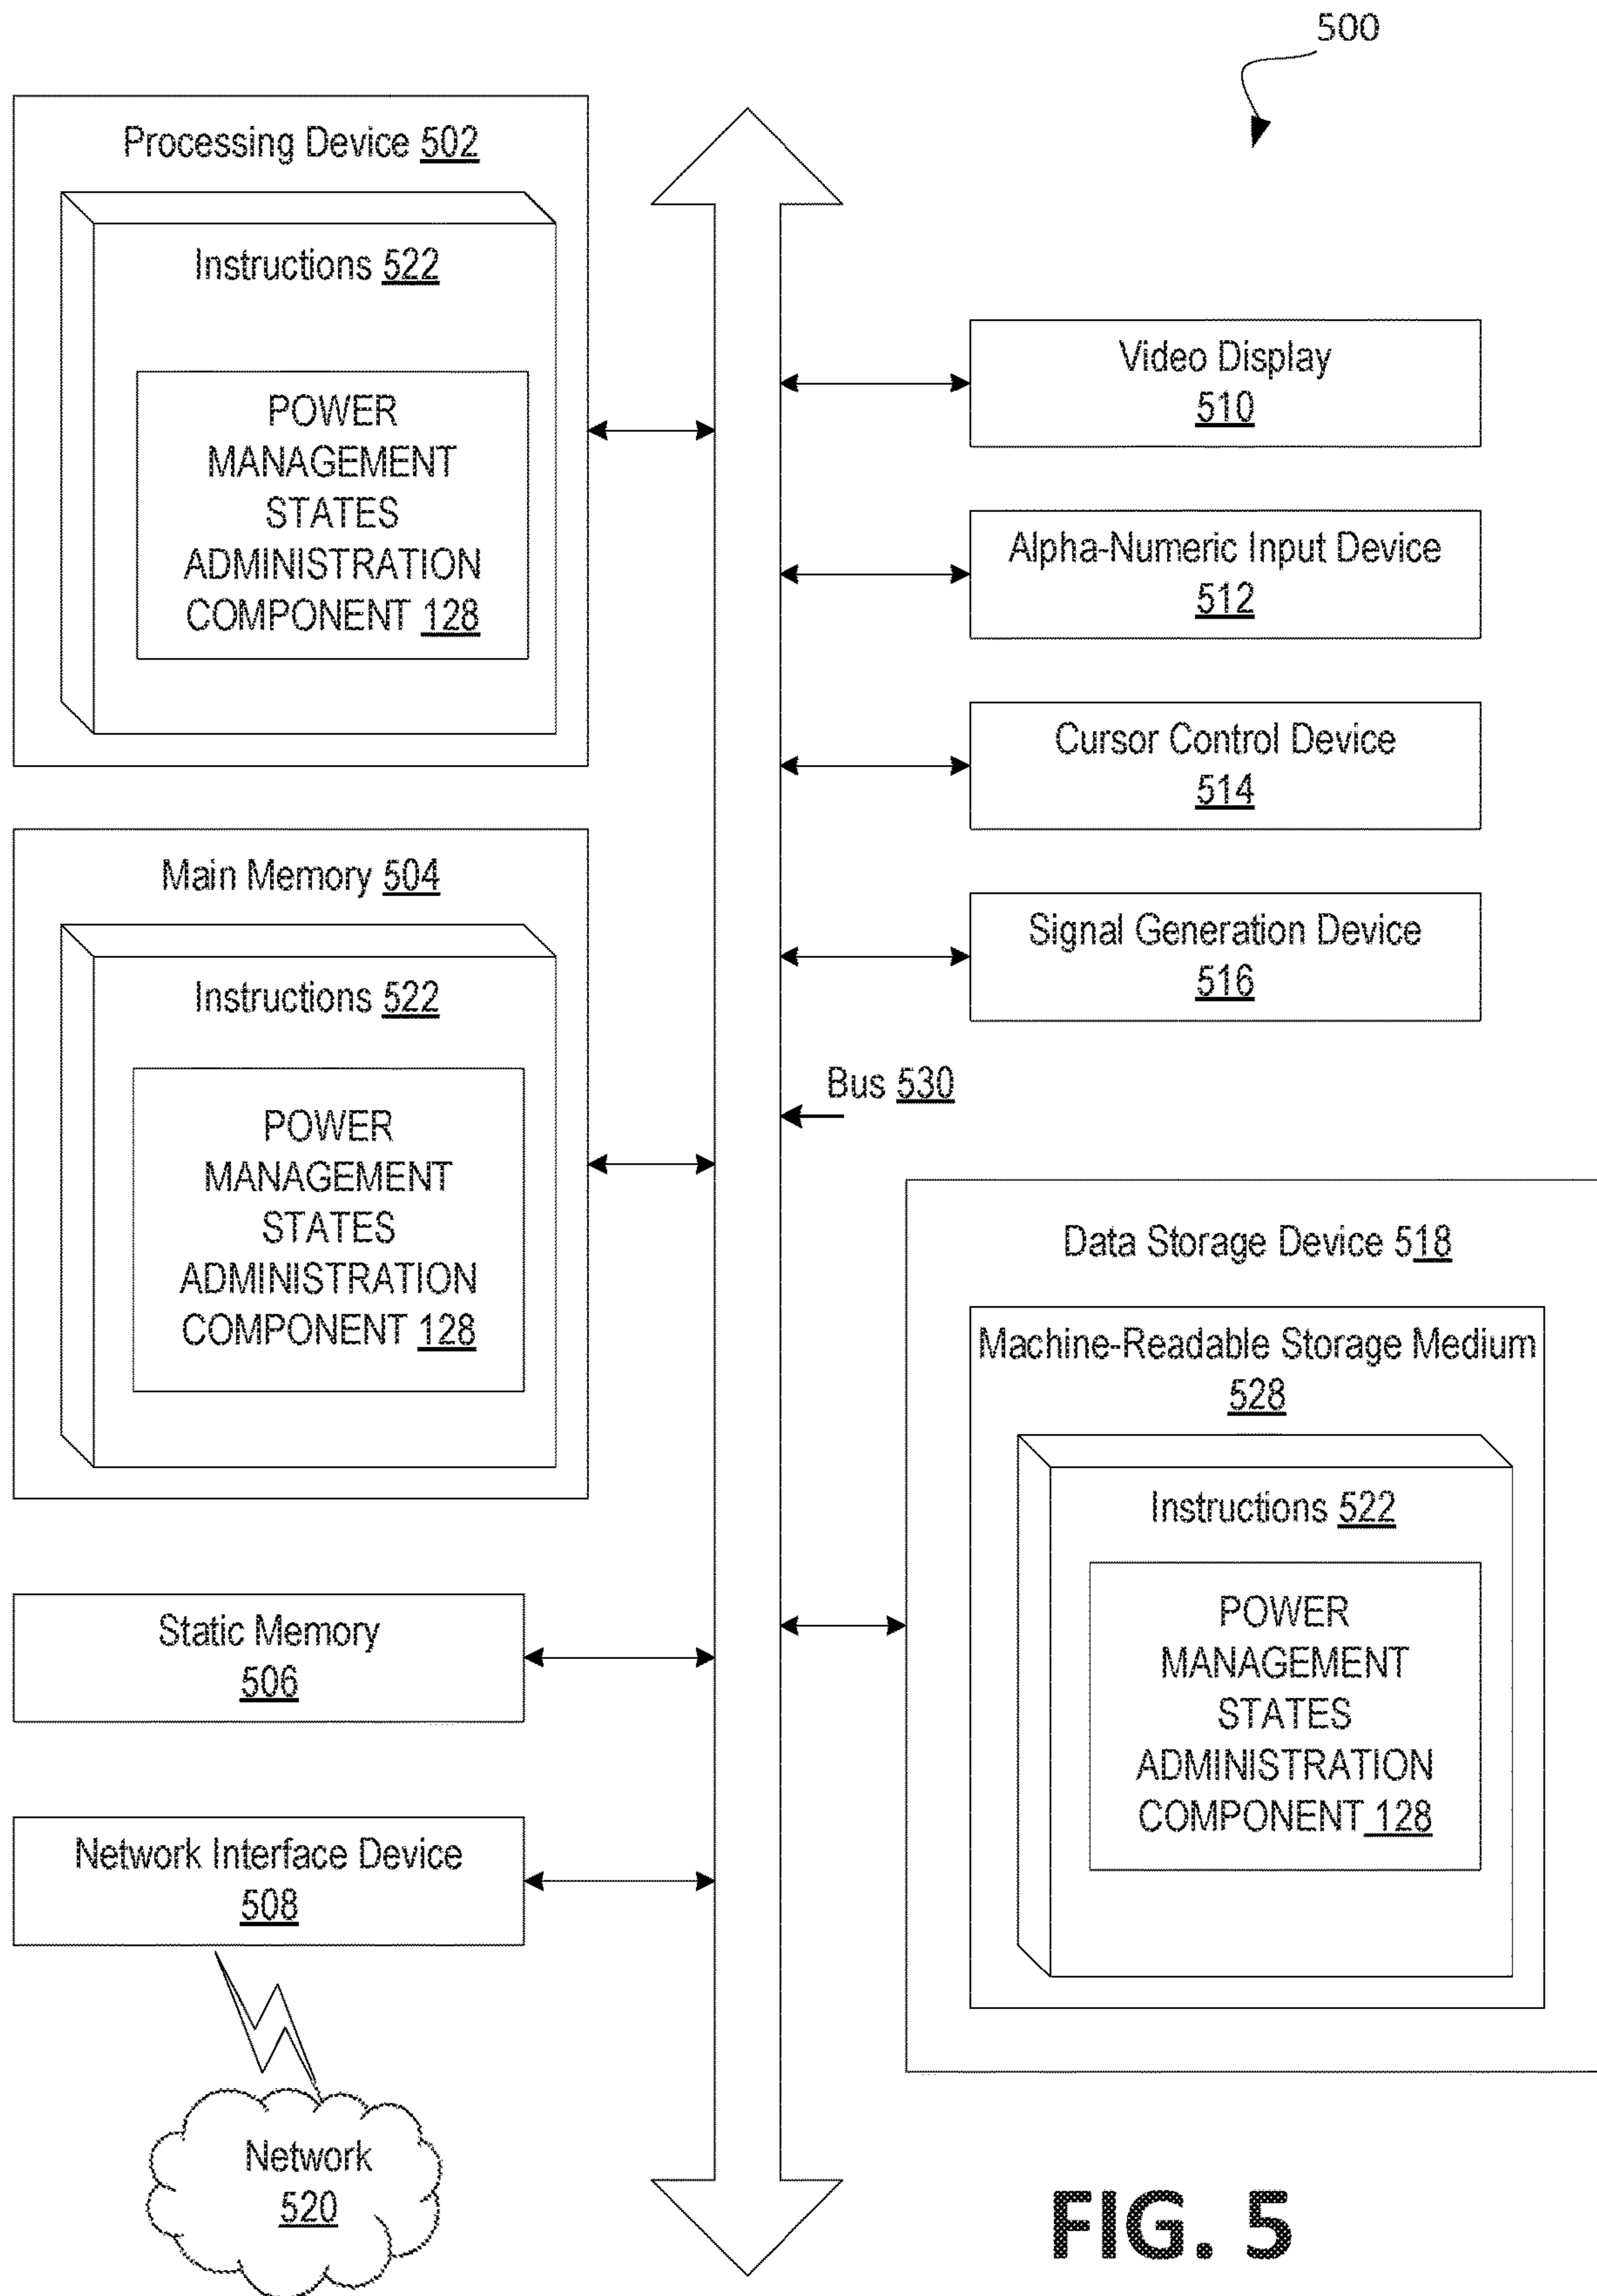 500
Processing Device 502
Instructions 522
POWER
MANAGEMENT
STATES
ADMINISTRATION
COMPONENT 128
Main Memory 504
Instructions 522
POWER
MANAGEMENT
STATES
ADMINISTRATION
COMPONENT 128
Static Memory
506
Network Interface Device
508
Network
520
Video Display
510
Alpha-Numeric Input Device
512
Cursor Control Device
514
Signal Generation Device
516
Bus 530
Data Storage Device 518
Machine-Readable Storage Medium
528
Instructions 522
POWER
MANAGEMENT
STATES
ADMINISTRATION
COMPONENT 128
FIG. 5